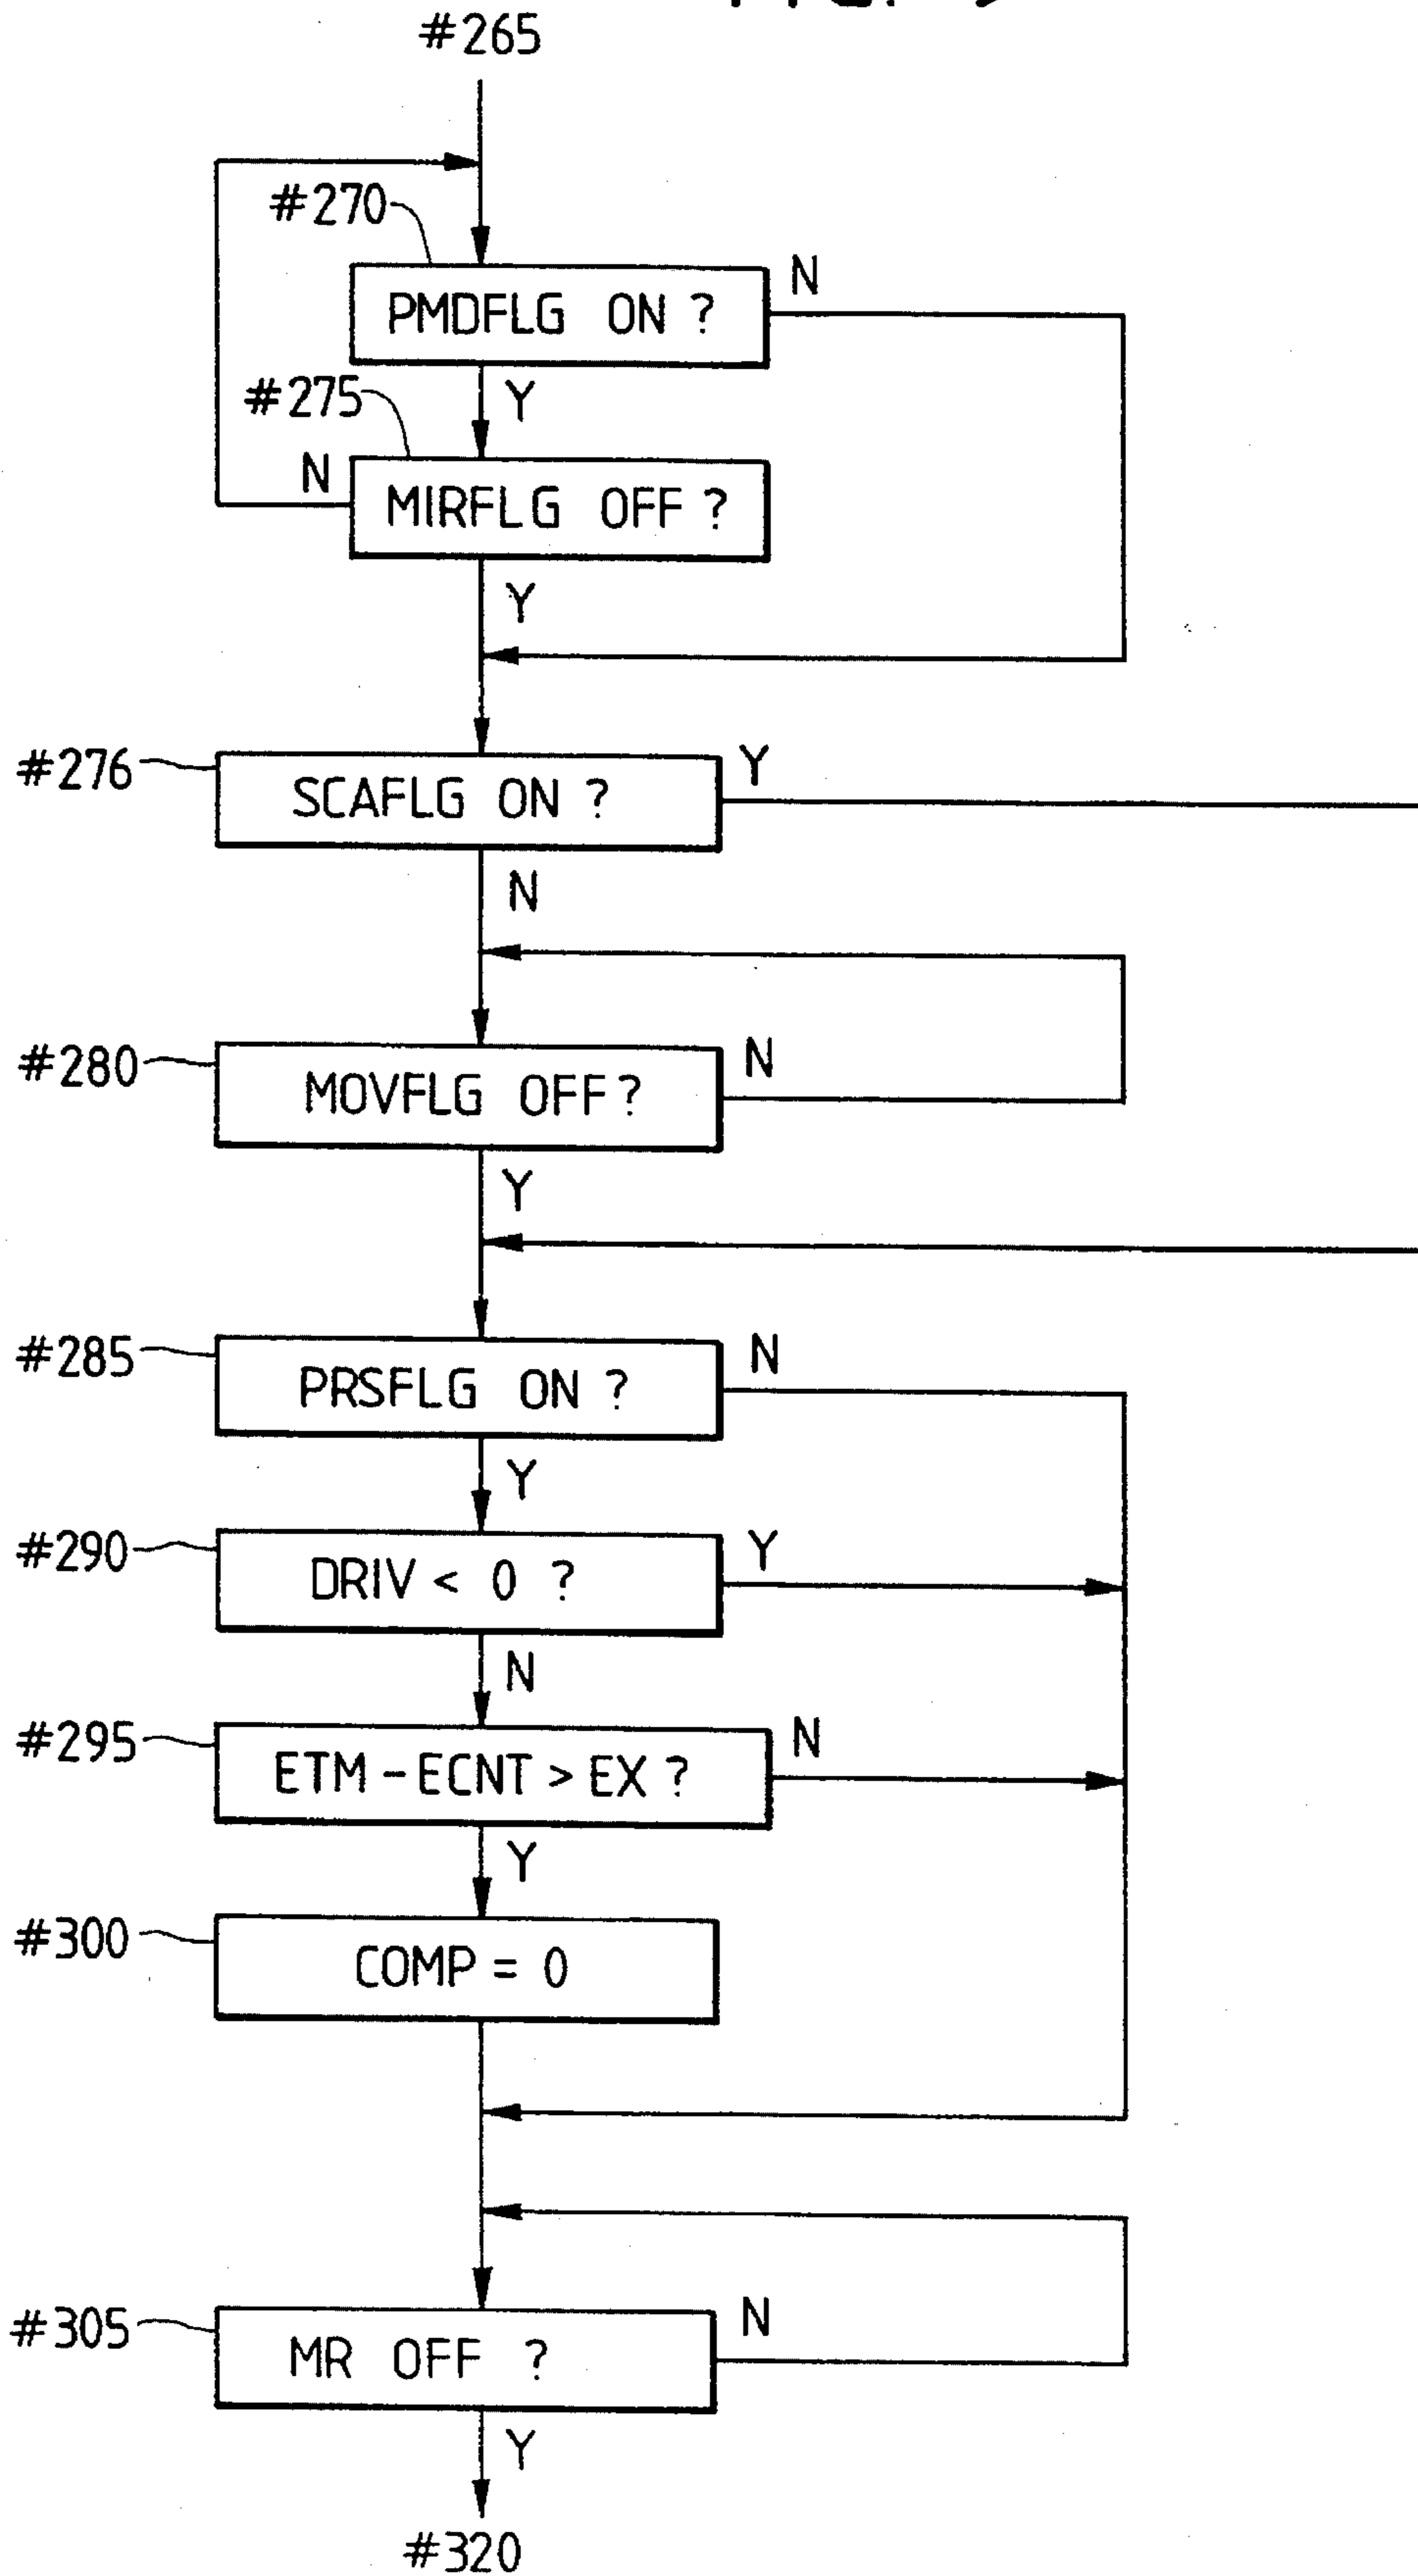 #265
#270
PMDFLG ON ?
N
Y
#275
N
MIRFLG OFF ?
Y
#276
SCAFLG ON ?
Y
N
#280
MOVFLG OFF ?
N
Y
#285
PRSFLG ON ?
N
Y
#290
DRIV < 0 ?
Y
N
#295
ETM - ECNT > EX ?
N
Y
#300
COMP = 0
#305
MR OFF ?
N
Y
#320